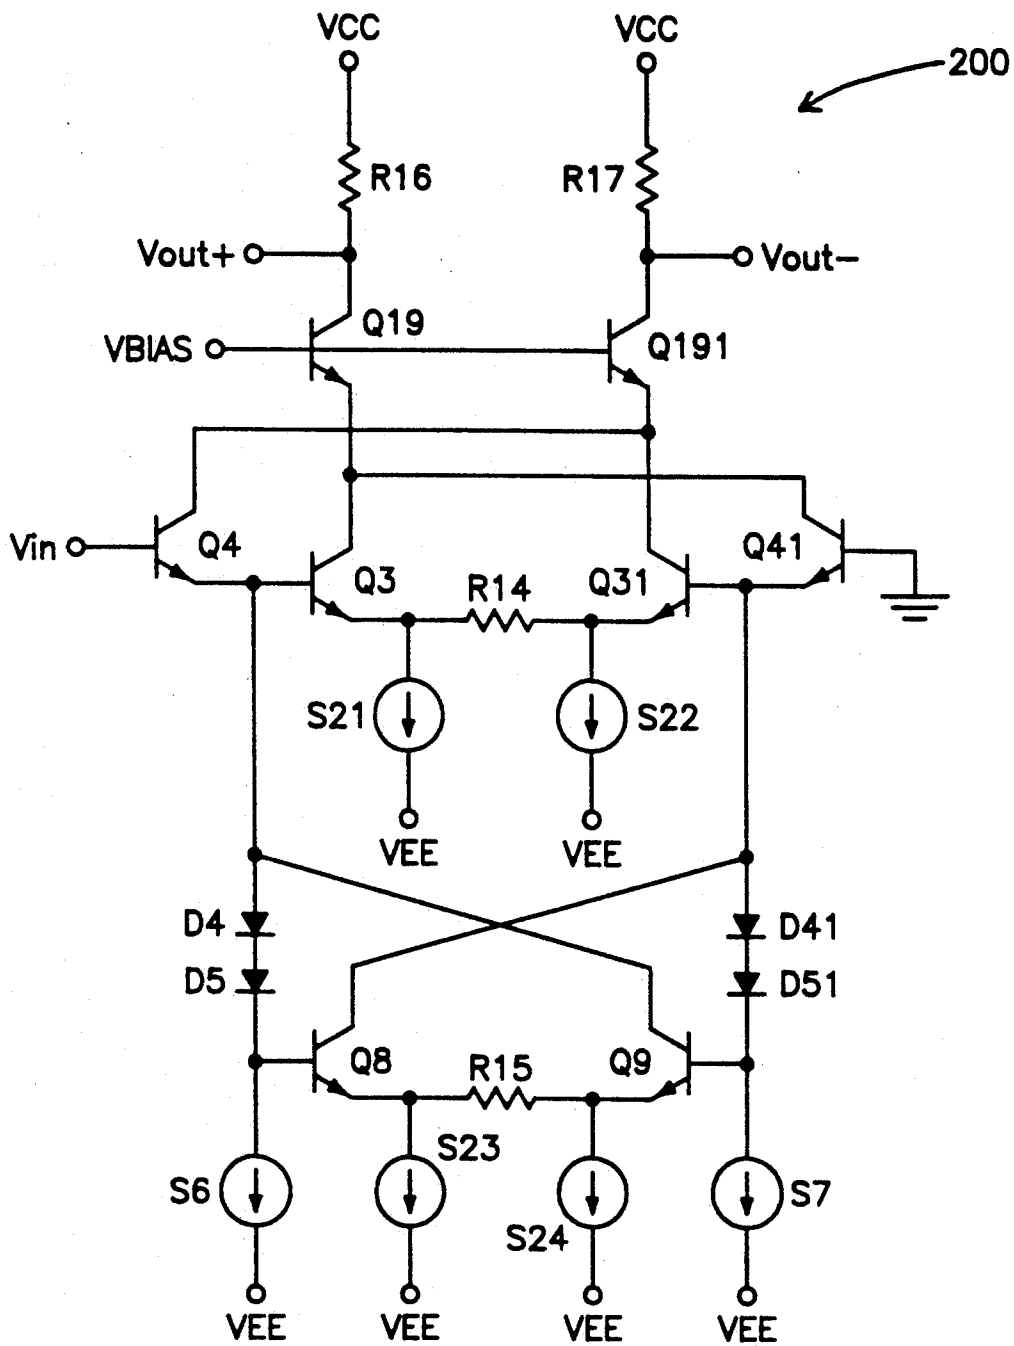 VCC VCC
200
R16 R17
Vout+ Vout-
Q19
VBIAS Q191
Vin Q4 Q41
Q3 R14 Q31
S21 S22
VEE VEE
D4 D41
D5 D51
Q8 R15 Q9
S23
S6 S7
S24
VEE VEE VEE VEE